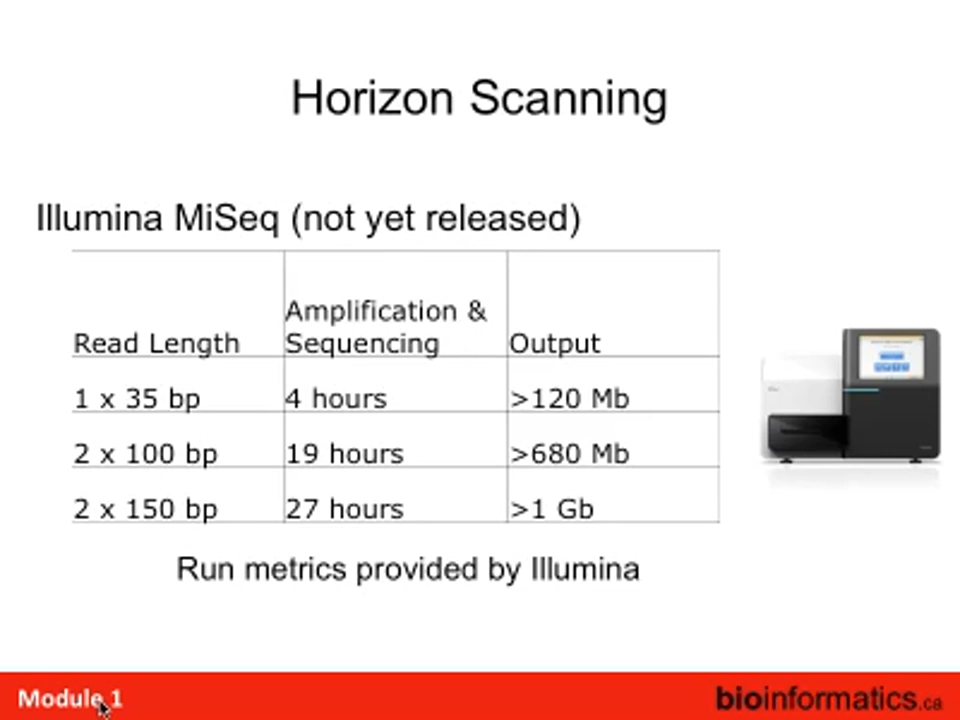 Horizon Scanning
Illumina MiSeq (not yet released)
Read Length Amplification & Sequencing Output
1 x 35 bp 4 hours >120 Mb
2 x 100 bp 19 hours >680 Mb
2 x 150 bp 27 hours >1 Gb
Run metrics provided by Illumina
Module 1 bioinformatics.ca